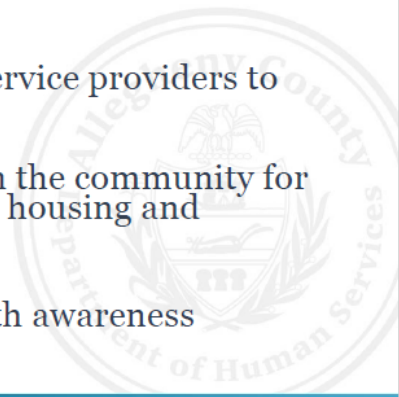 ervice providers to
n the community for
housing and
th awareness
Allegheny County
Department of Human Services